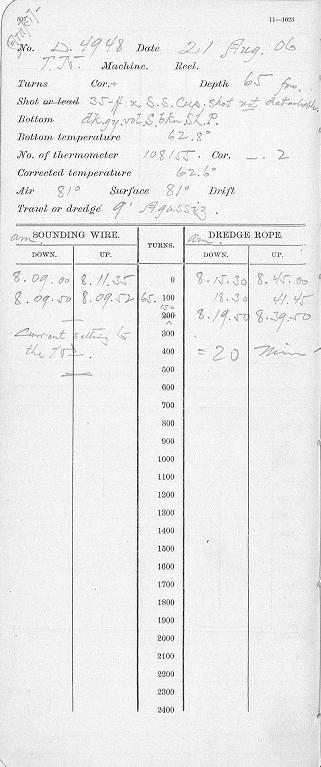 11—1023
No. D. 4948 Date 21 Aug. 06
T.N. Machine. Reel.
Turns Cor. + Depth 65 fms.
Shot or lead 35-# x S.S. Cup. shot not detachable.
Bottom dk. gy. vol. S. bkn Sh. P.
Bottom temperature 62.8°
No. of thermometer 108155. Cor. —. 2
Corrected temperature 62.6°
Air 81° Surface 81° Drift
Trawl or dredge 9' Agassiz.
am. SOUNDING WIRE. TURNS. am. DREDGE ROPE.
DOWN. UP. DOWN. UP.
8.09.00 8.11.35 0 8.15.30 8.45.00
8.09.50 8.09.52 65. 100 18.30 41.45
150
200 8.19.50 8.39.50
Current setting to 300
the 400 = 20 min
500
600
700
800
900
1000
1100
1200
1300
1400
1500
1600
1700
1800
1900
2000
2100
2200
2300
2400